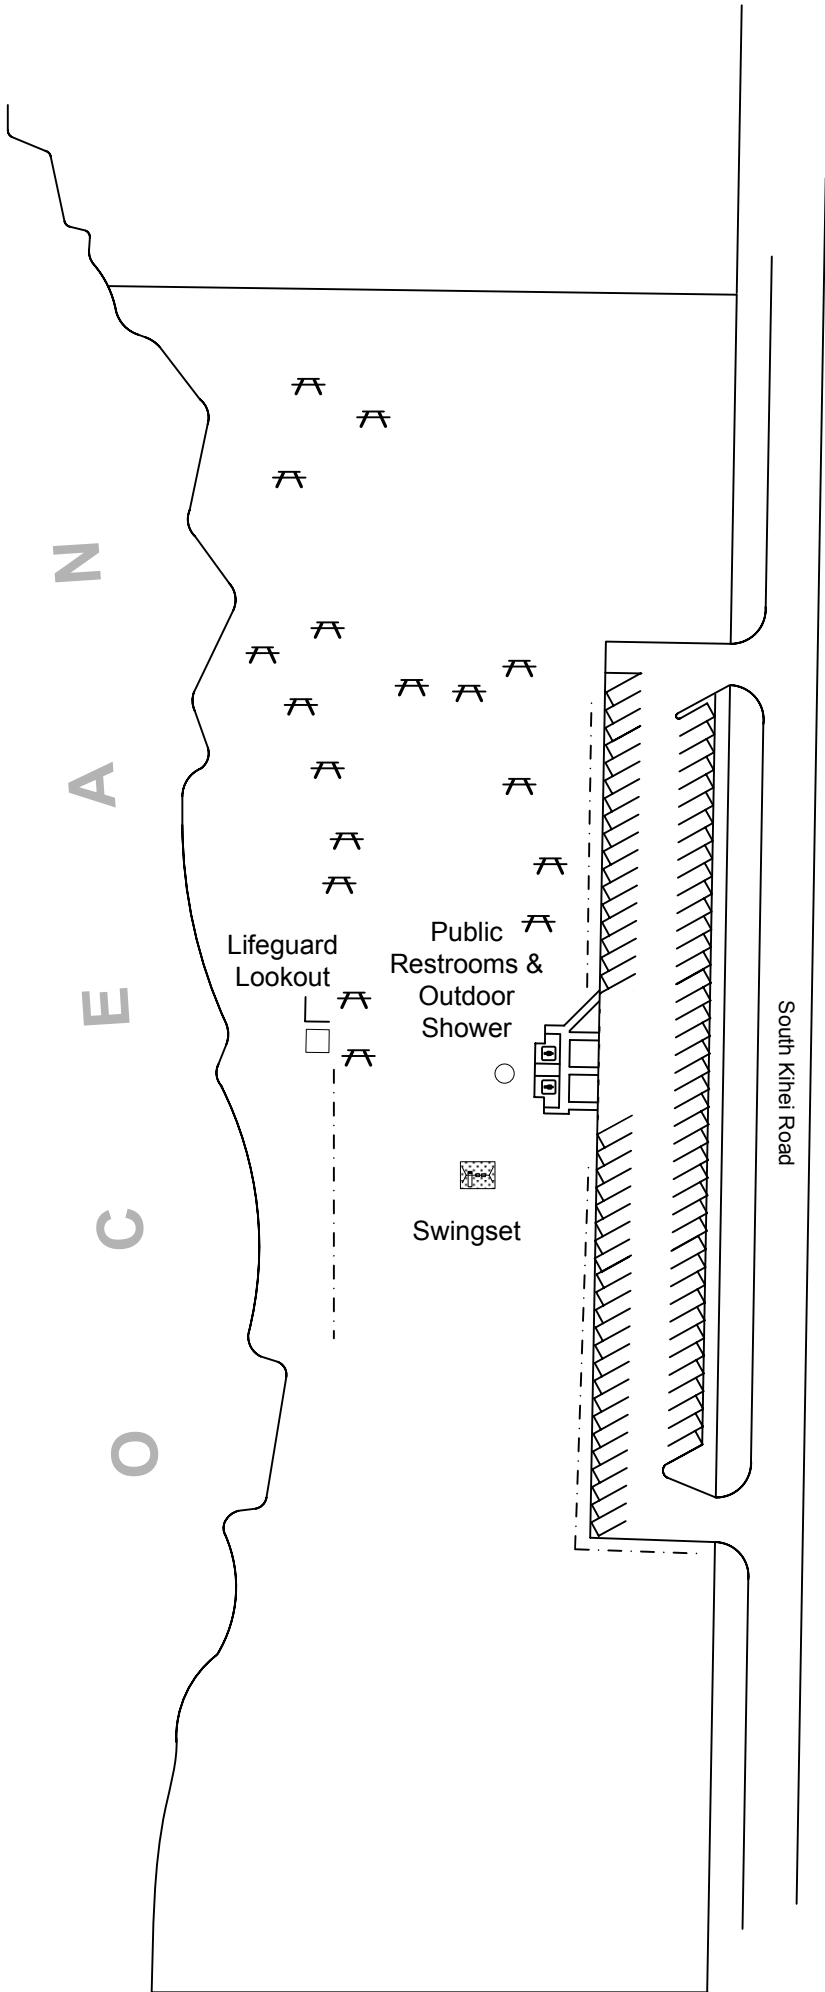 OCEAN
Lifeguard
Lookout
Public
Restrooms &
Outdoor
Shower
South Kihei Road
Swingset